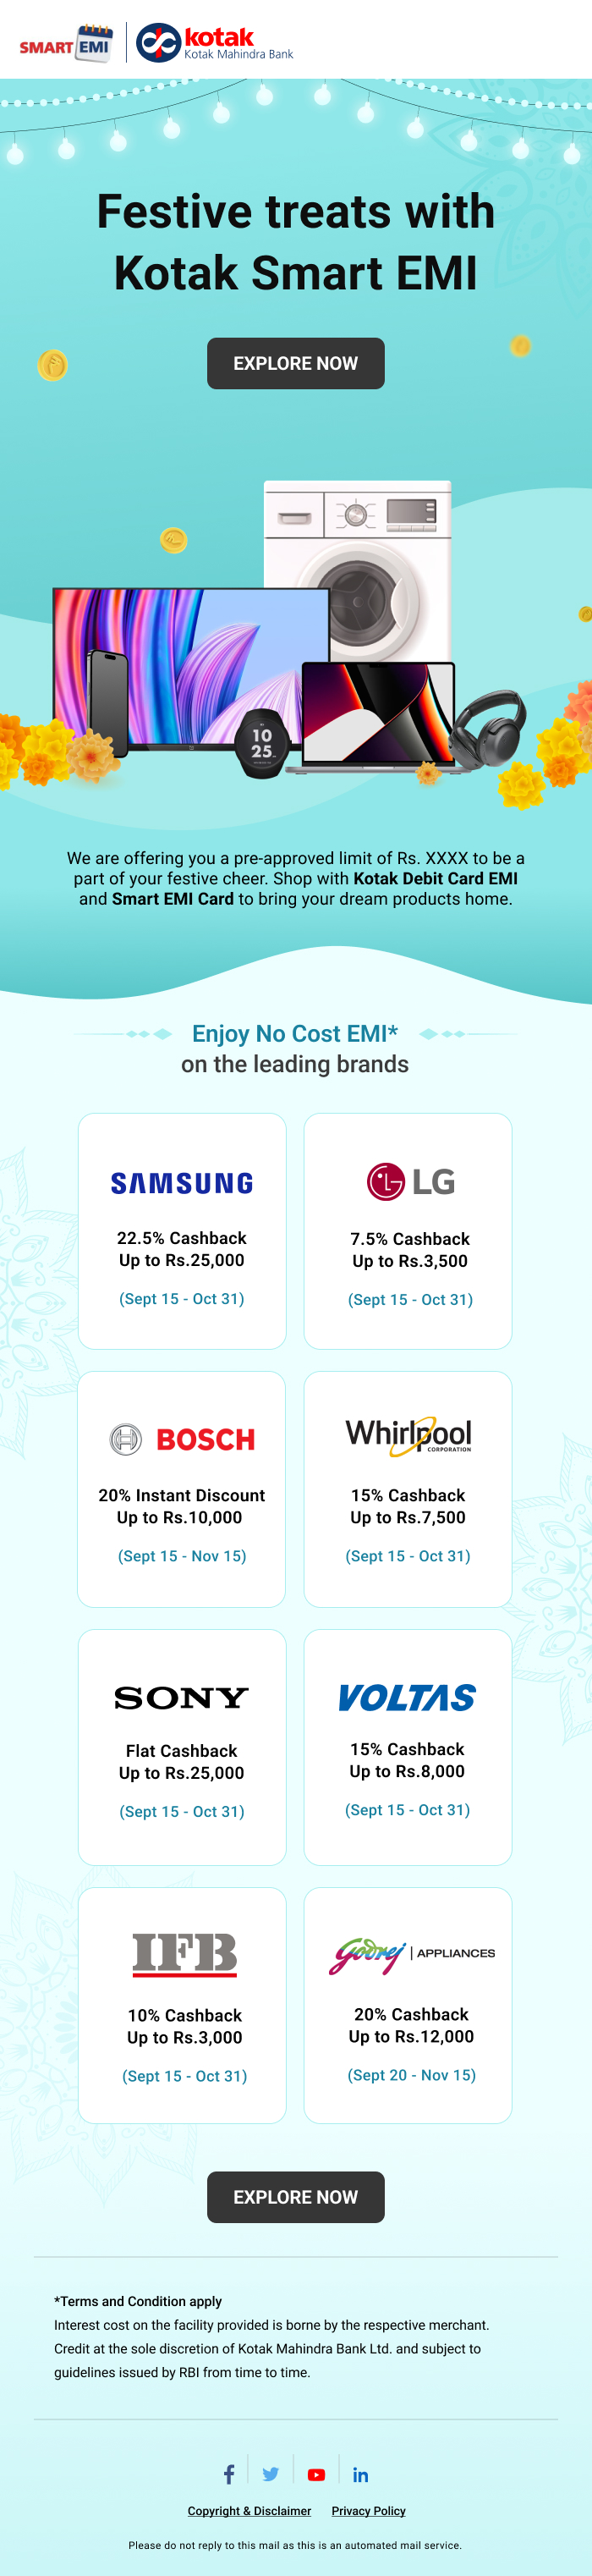 SMART EMI
kotak
Kotak Mahindra Bank
Festive treats with
Kotak Smart EMI
EXPLORE NOW
10
25
We are offering you a pre-approved limit of Rs. XXXX to be a
part of your festive cheer. Shop with Kotak Debit Card EMI
and Smart EMI Card to bring your dream products home.
Enjoy No Cost EMI*
on the leading brands
SAMSUNG
22.5% Cashback
Up to Rs.25,000
(Sept 15 - Oct 31)
LG
7.5% Cashback
Up to Rs.3,500
(Sept 15 - Oct 31)
BOSCH
20% Instant Discount
Up to Rs.10,000
(Sept 15 - Nov 15)
Whirlpool
CORPORATION
15% Cashback
Up to Rs.7,500
(Sept 15 - Oct 31)
SONY
Flat Cashback
Up to Rs.25,000
(Sept 15 - Oct 31)
VOLTAS
15% Cashback
Up to Rs.8,000
(Sept 15 - Oct 31)
IFB
10% Cashback
Up to Rs.3,000
(Sept 15 - Oct 31)
Godrej | APPLIANCES
20% Cashback
Up to Rs.12,000
(Sept 20 - Nov 15)
EXPLORE NOW
*Terms and Condition apply
Interest cost on the facility provided is borne by the respective merchant.
Credit at the sole discretion of Kotak Mahindra Bank Ltd. and subject to
guidelines issued by RBI from time to time.
Copyright & Disclaimer Privacy Policy
Please do not reply to this mail as this is an automated mail service.